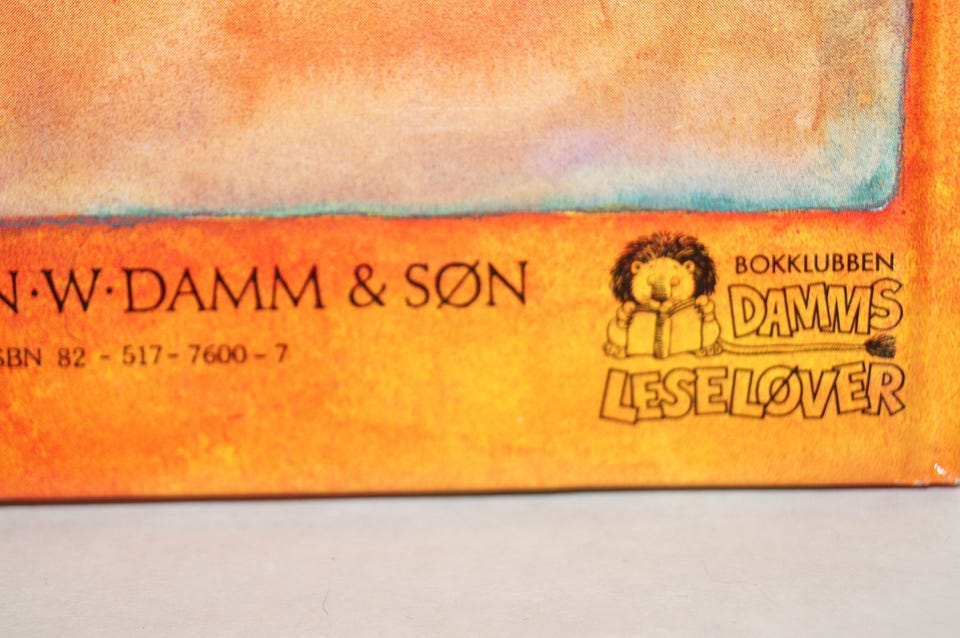 N·W·DAMM & SØN
SBN 82 - 517 - 7600 - 7
BOKKLUBBEN
DAMMS
LESELØVER